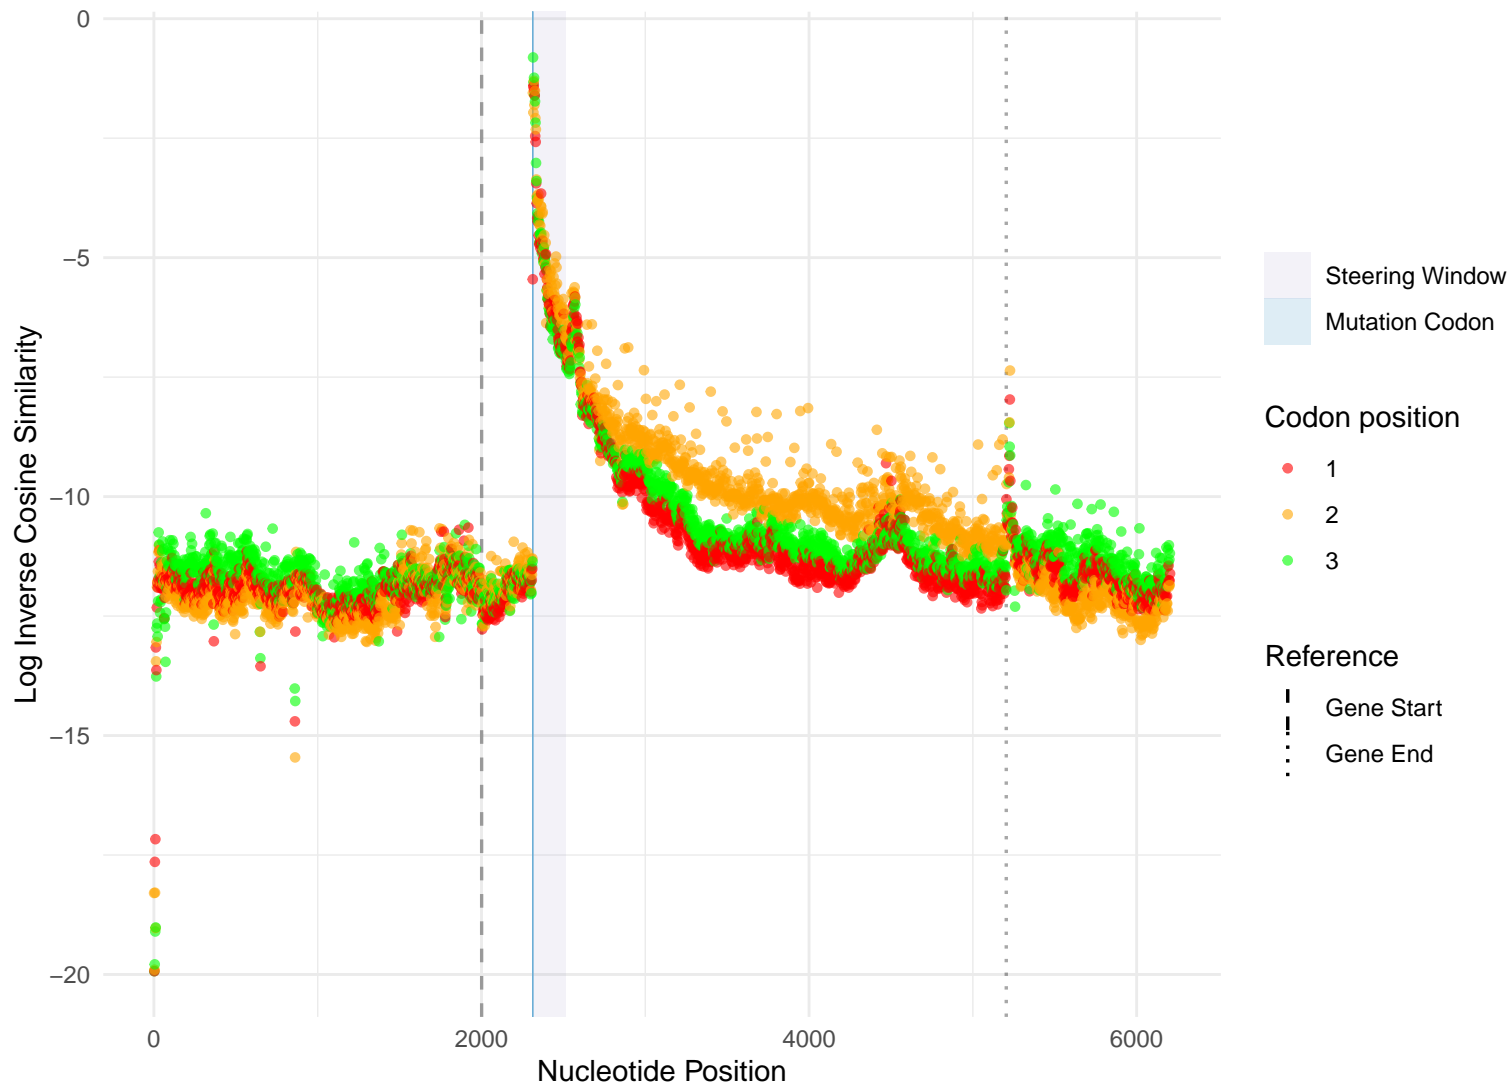 0
−5
−10
−15
−20
Log Inverse Cosine Similarity
0
2000
4000
6000
Nucleotide Position
Steering Window
Mutation Codon
Codon position
1
2
3
Reference
Gene Start
Gene End